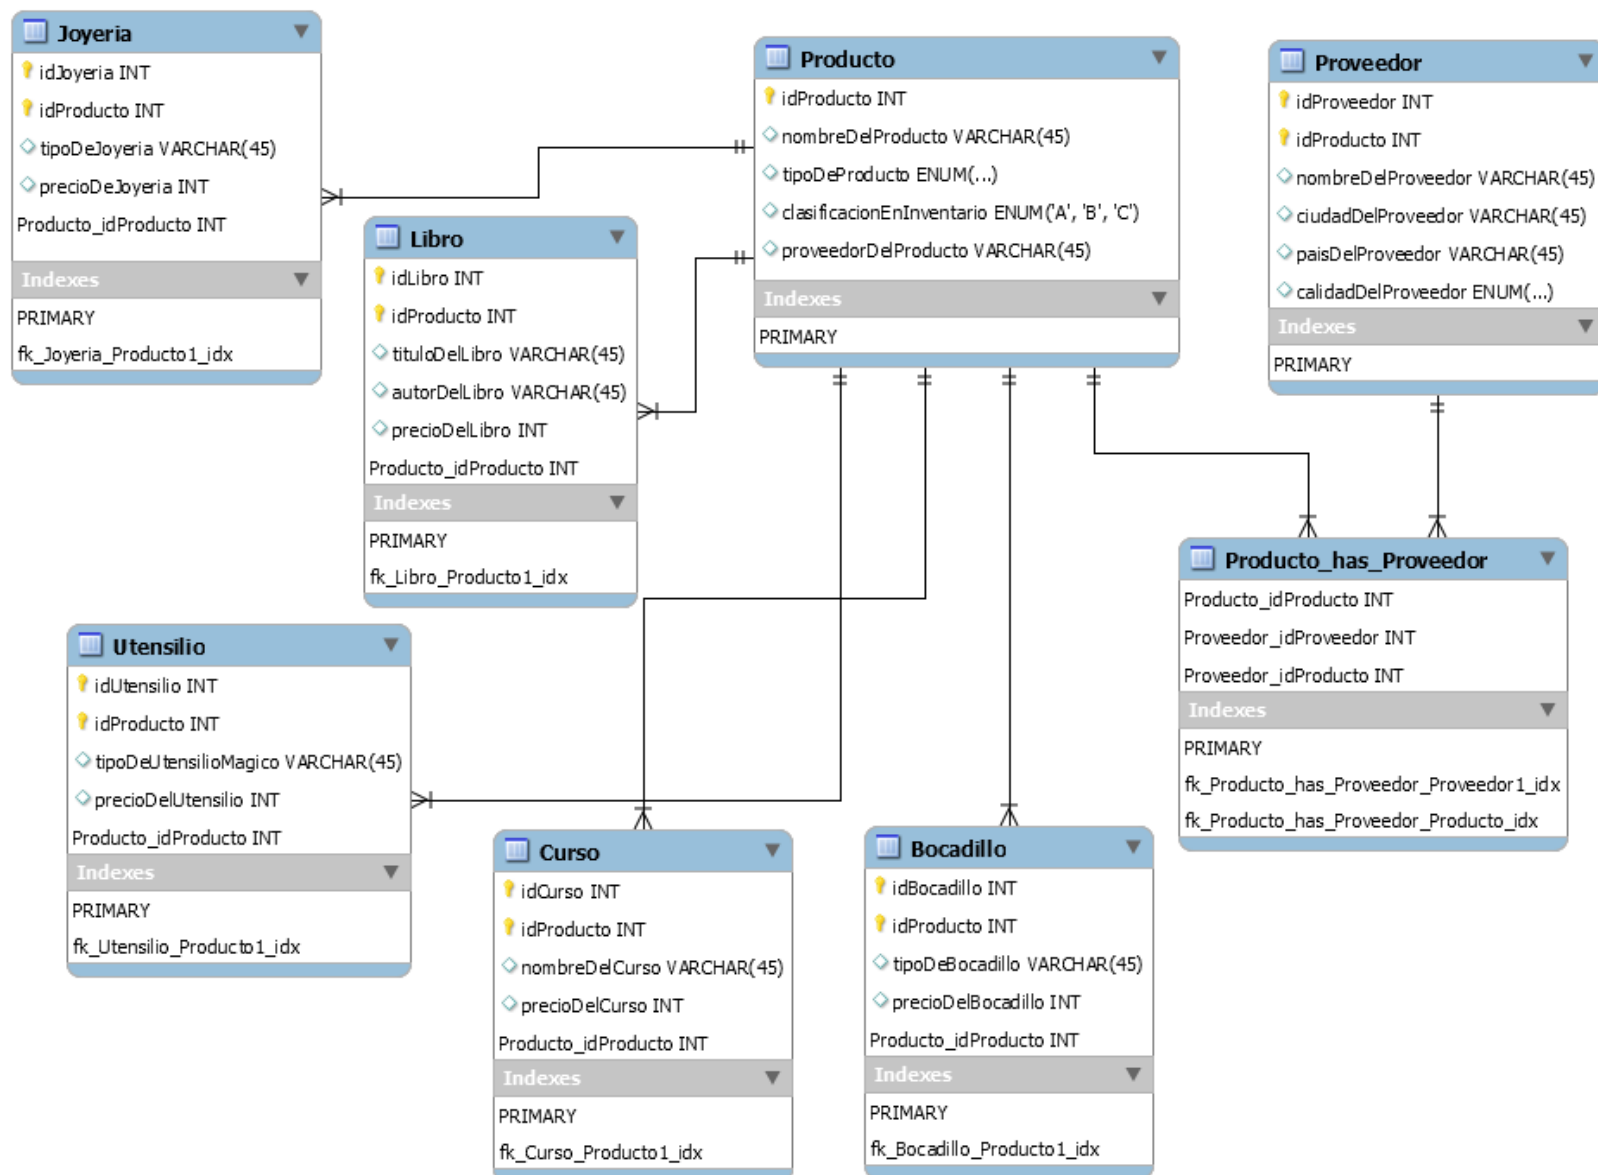 Joyeria
idJoyeria INT
idProducto INT
tipoDeJoyeria VARCHAR(45)
precioDeJoyeria INT
Producto_idProducto INT
Indexes
PRIMARY
fk_Joyeria_Producto1_idx
Libro
idLibro INT
idProducto INT
tituloDelLibro VARCHAR(45)
autorDelLibro VARCHAR(45)
precioDelLibro INT
Producto_idProducto INT
Indexes
PRIMARY
fk_Libro_Producto1_idx
Producto
idProducto INT
nombreDelProducto VARCHAR(45)
tipoDeProducto ENUM(...)
clasificacionEnInventario ENUM('A', 'B', 'C')
proveedorDelProducto VARCHAR(45)
Indexes
PRIMARY
Proveedor
idProveedor INT
idProducto INT
nombreDelProveedor VARCHAR(45)
ciudadDelProveedor VARCHAR(45)
paisDelProveedor VARCHAR(45)
calidadDelProveedor ENUM(...)
Indexes
PRIMARY
Producto_has_Proveedor
Producto_idProducto INT
Proveedor_idProveedor INT
Proveedor_idProducto INT
Indexes
PRIMARY
fk_Producto_has_Proveedor_Proveedor1_idx
fk_Producto_has_Proveedor_Producto_idx
Utensilio
idUtensilio INT
idProducto INT
tipoDeUtensilioMagico VARCHAR(45)
precioDelUtensilio INT
Producto_idProducto INT
Indexes
PRIMARY
fk_Utensilio_Producto1_idx
Curso
idCurso INT
idProducto INT
nombreDelCurso VARCHAR(45)
precioDelCurso INT
Producto_idProducto INT
Indexes
PRIMARY
fk_Curso_Producto1_idx
Bocadillo
idBocadillo INT
idProducto INT
tipoDeBocadillo VARCHAR(45)
precioDelBocadillo INT
Producto_idProducto INT
Indexes
PRIMARY
fk_Bocadillo_Producto1_idx